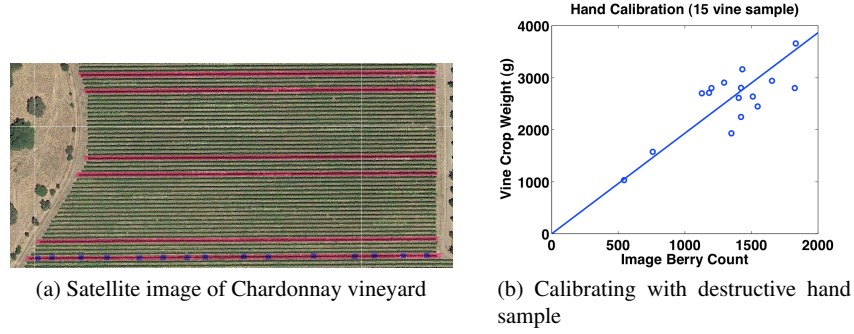 Hand Calibration (15 vine sample)
Vine Crop Weight (g)
4000
3000
2000
1000
0
0 500 1000 1500 2000
Image Berry Count
(a) Satellite image of Chardonnay vineyard
(b) Calibrating with destructive hand
sample